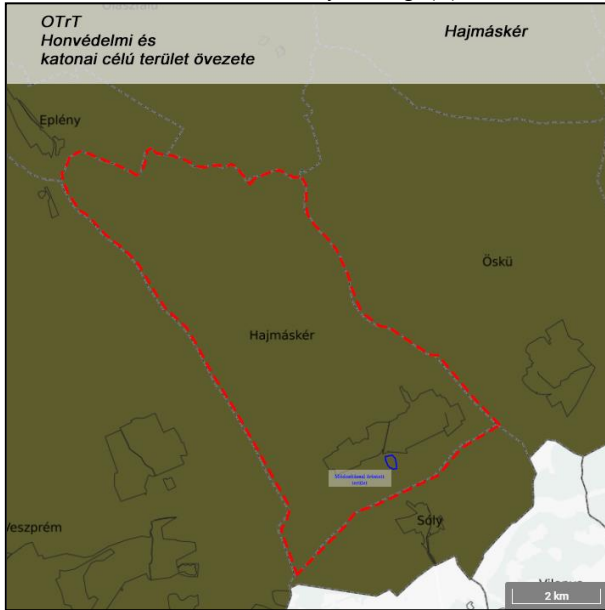 OTrT
Honvédelmi és
katonai célú terület övezete
Hajmáskér
Eplény
Öskü
Hajmáskér
Veszprém
Sóly
2 km